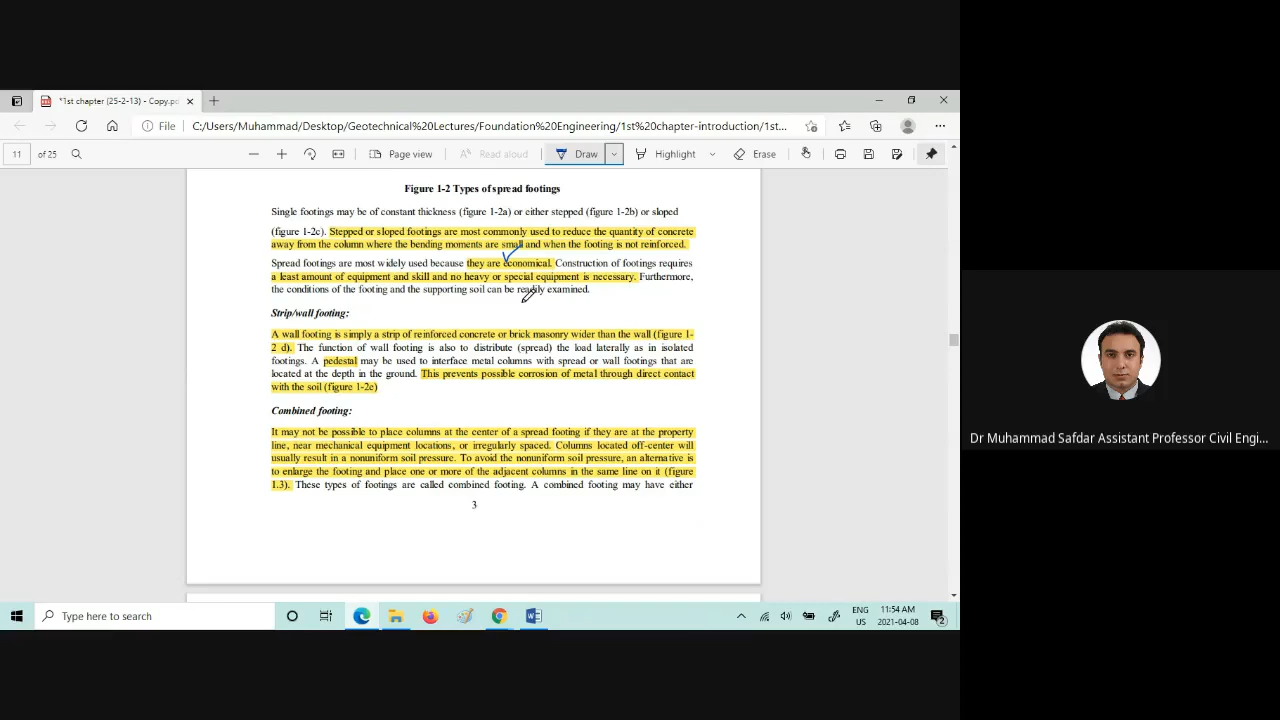 *1st chapter (25-2-13) - Copy.pd
File
C:/Users/Muhammad/Desktop/Geotechnical%20Lectures/Foundation%20Engineering/1st%20chapter-introduction/1st...
11 of 25
Page view
Read aloud
Draw
Highlight
Erase
Figure 1-2 Types of spread footings
Single footings may be of constant thickness (figure 1-2a) or either stepped (figure 1-2b) or sloped
(figure 1-2c). Stepped or sloped footings are most commonly used to reduce the quantity of concrete
away from the column where the bending moments are small and when the footing is not reinforced.
Spread footings are most widely used because they are economical. Construction of footings requires
a least amount of equipment and skill and no heavy or special equipment is necessary. Furthermore,
the conditions of the footing and the supporting soil can be readily examined.
Strip/wall footing:
A wall footing is simply a strip of reinforced concrete or brick masonry wider than the wall (figure 1-
2 d). The function of wall footing is also to distribute (spread) the load laterally as in isolated
footings. A pedestal may be used to interface metal columns with spread or wall footings that are
located at the depth in the ground. This prevents possible corrosion of metal through direct contact
with the soil (figure 1-2e)
Combined footing:
It may not be possible to place columns at the center of a spread footing if they are at the property
line, near mechanical equipment locations, or irregularly spaced. Columns located off-center will
usually result in a nonuniform soil pressure. To avoid the nonuniform soil pressure, an alternative is
to enlarge the footing and place one or more of the adjacent columns in the same line on it (figure
1.3). These types of footings are called combined footing. A combined footing may have either
3
Dr Muhammad Safdar Assistant Professor Civil Engi...
Type here to search
ENG
US
11:54 AM
2021-04-08
2